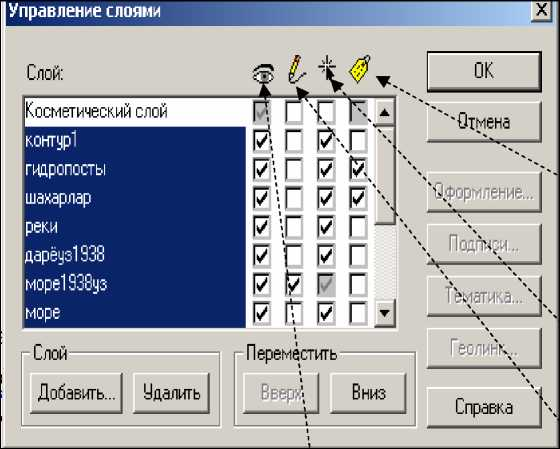 Управление слоями
Слой:
OK
Косметический слой
Отмена
контур1
гидропосты
шахарлар
Оформление...
реки
Подписи...
дарёуз1938
море1938уз
Тематика...
море
Геолинк...
Слой
Переместить
Добавить...
Удалить
Вверх
Вниз
Справка